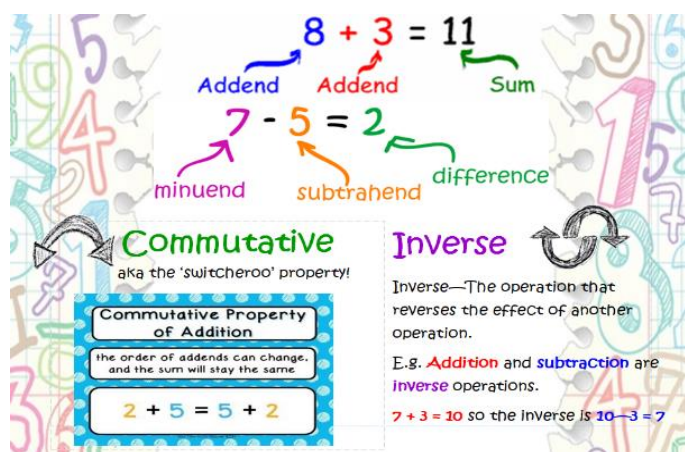 8 + 3 = 11
Addend Addend Sum
7 - 5 = 2
minuend subtrahend difference
Commutative
aka the 'switcheroo' property!
Commutative Property
of Addition
the order of addends can change,
and the sum will stay the same
2 + 5 = 5 + 2
Inverse
Inverse—The operation that
reverses the effect of another
operation.
E.g. Addition and subtraction are
inverse operations.
7 + 3 = 10 so the inverse is 10—3 = 7